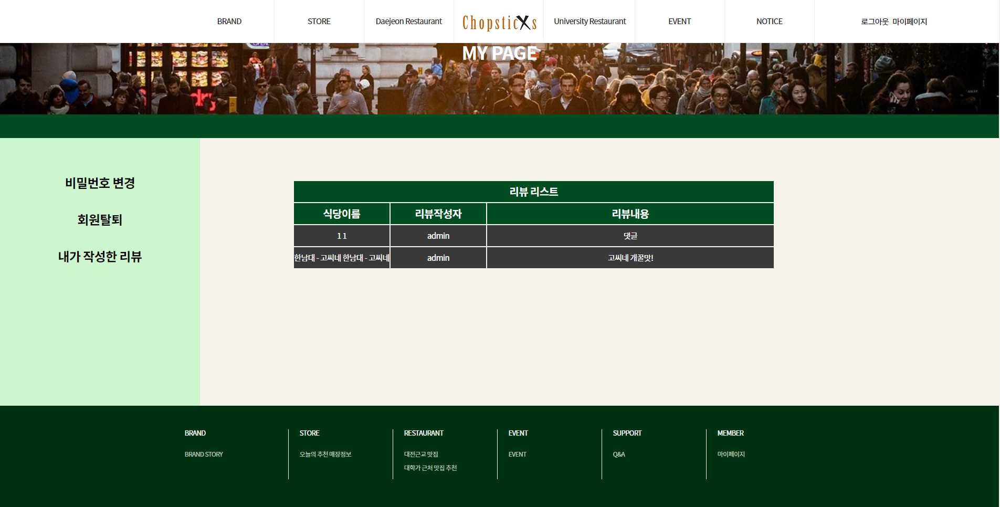 BRAND
STORE
Daejeon Restaurant
Chopsticxs
University Restaurant
EVENT
NOTICE
로그아웃 마이페이지
MY PAGE
비밀번호 변경
회원탈퇴
내가 작성한 리뷰
리뷰 리스트
식당이름 리뷰작성자 리뷰내용
1 1 admin 댓글
한남대 - 고씨네 한남대 - 고씨네 admin 고씨네 개꿀맛!
BRAND
BRAND STORY
STORE
오늘의 추천 매장정보
RESTAURANT
대전근교 맛집
대학가 근처 맛집 추천
EVENT
EVENT
SUPPORT
Q&A
MEMBER
마이페이지